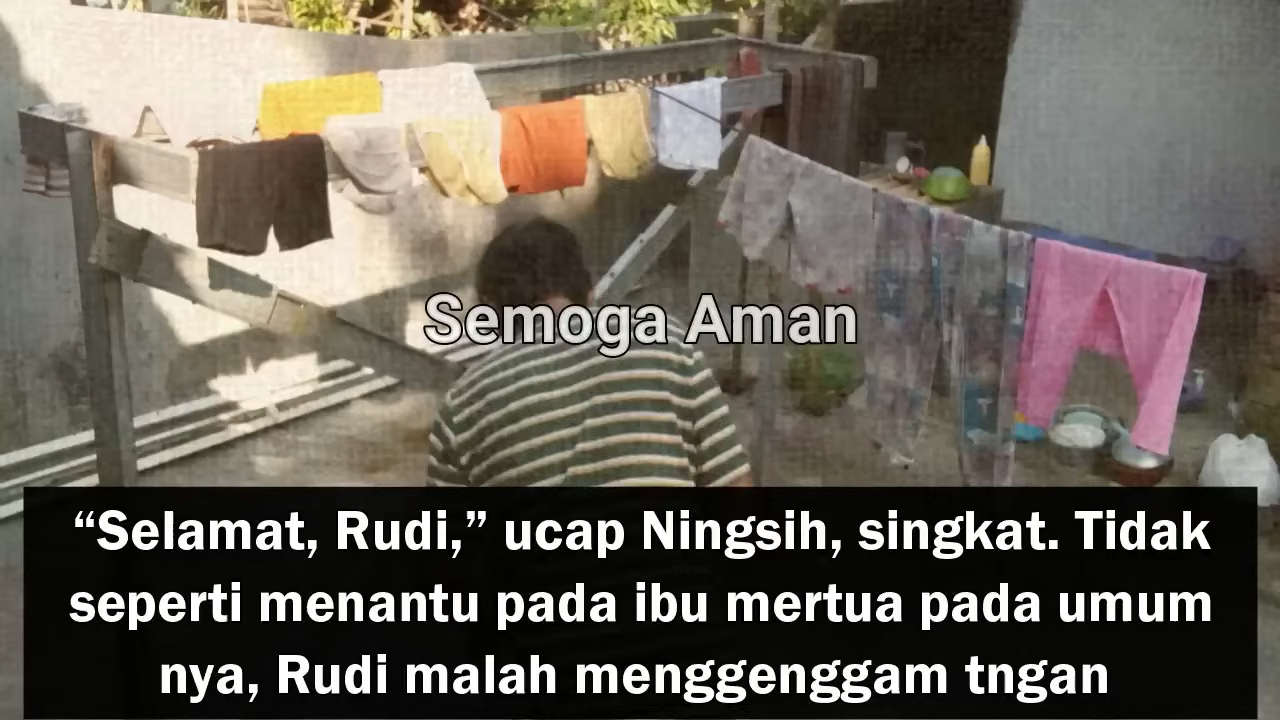 Semoga Aman
“Selamat, Rudi,” ucap Ningsih, singkat. Tidak
seperti menantu pada ibu mertua pada umum
nya, Rudi malah menggenggam tngan